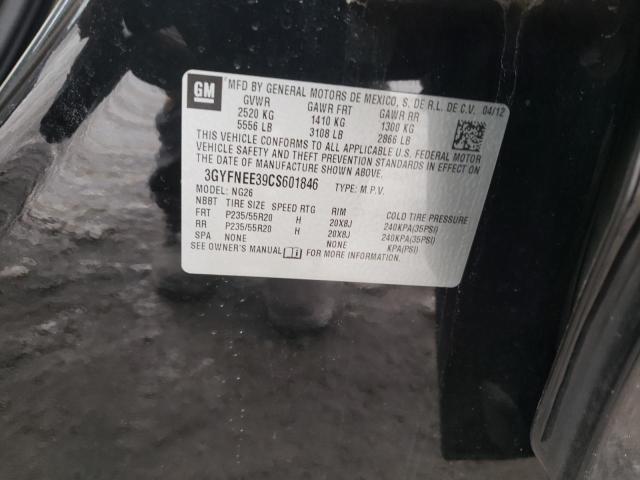 GM MFD BY GENERAL MOTORS DE MEXICO, S. DE R.L. DE C.V. 04/12
GVWR GAWR FRT GAWR RR
2520 KG 1410 KG 1300 KG
5556 LB 3108 LB 2866 LB
THIS VEHICLE CONFORMS TO ALL APPLICABLE U.S. FEDERAL MOTOR
VEHICLE SAFETY AND THEFT PREVENTION STANDARDS IN EFFECT ON
THE DATE OF MANUFACTURE SHOWN ABOVE.
3GYFNEE39CS601846 TYPE: M.P.V.
MODEL: NG26
NBBT TIRE SIZE SPEED RTG RIM COLD TIRE PRESSURE
FRT P235/55R20 H 20X8J 240KPA(35PSI)
RR P235/55R20 H 20X8J 240KPA(35PSI)
SPA NONE NONE KPA(PSI)
SEE OWNER'S MANUAL FOR MORE INFORMATION.